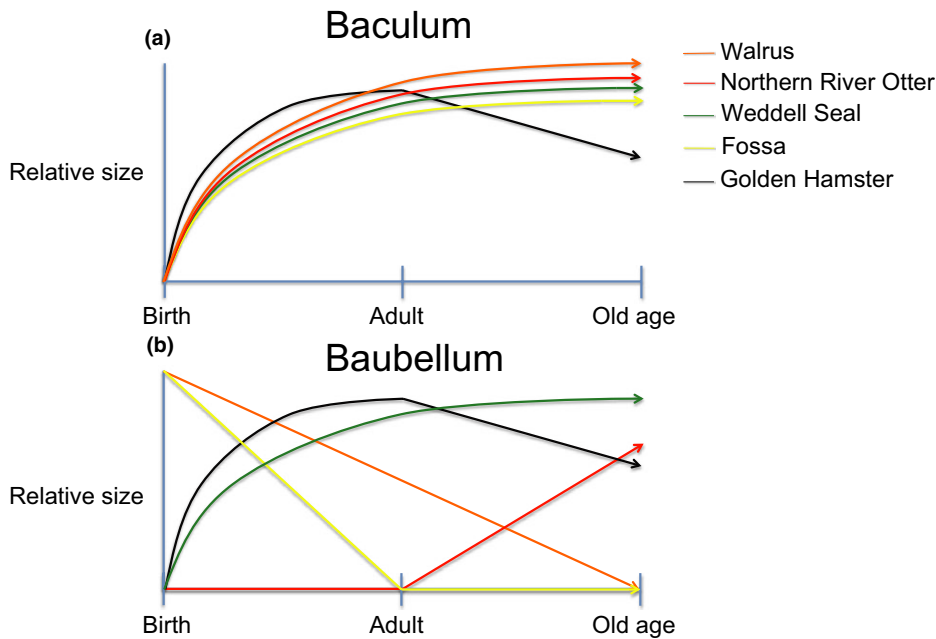 Baculum
(a)
Walrus
Northern River Otter
Weddell Seal
Fossa
Golden Hamster
Relative size
Birth
Adult
Old age
(b)
Baubellum
Relative size
Birth
Adult
Old age